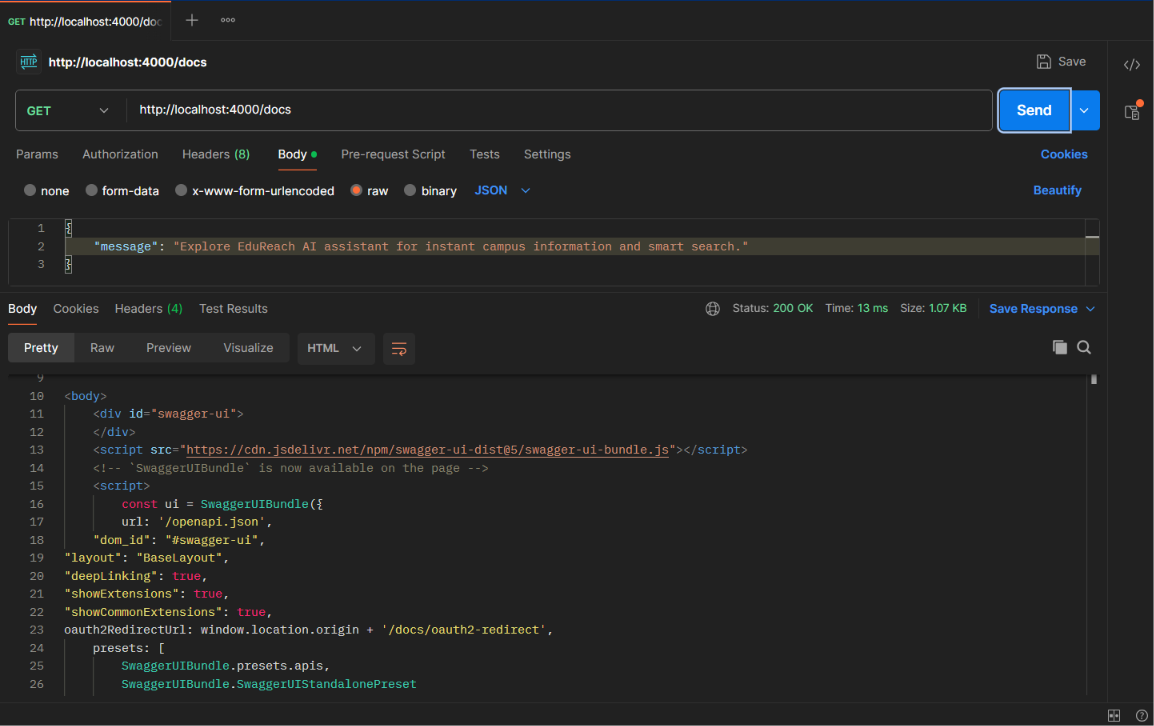 GET http://localhost:4000/doc
HTTP http://localhost:4000/docs Save
GET http://localhost:4000/docs Send
Params Authorization Headers (8) Body Pre-request Script Tests Settings Cookies
none form-data x-www-form-urlencoded raw binary JSON Beautify
1 {
2 "message": "Explore EduReach AI assistant for instant campus information and smart search."
3 }
Body Cookies Headers (4) Test Results Status: 200 OK Time: 13 ms Size: 1.07 KB Save Response
Pretty Raw Preview Visualize HTML
9
10 <body>
11 <div id="swagger-ui">
12 </div>
13 <script src="https://cdn.jsdelivr.net/npm/swagger-ui-dist@5/swagger-ui-bundle.js"></script>
14 <!-- `SwaggerUIBundle` is now available on the page -->
15 <script>
16 const ui = SwaggerUIBundle({
17 url: '/openapi.json',
18 "dom_id": "#swagger-ui",
19 "layout": "BaseLayout",
20 "deepLinking": true,
21 "showExtensions": true,
22 "showCommonExtensions": true,
23 oauth2RedirectUrl: window.location.origin + '/docs/oauth2-redirect',
24 presets: [
25 SwaggerUIBundle.presets.apis,
26 SwaggerUIBundle.SwaggerUIStandalonePreset